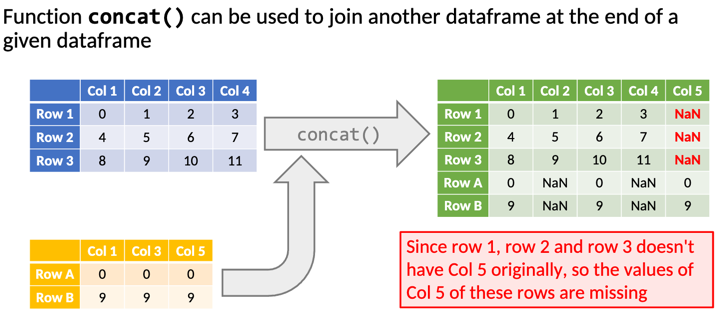 Function concat() can be used to join another dataframe at the end of a
given dataframe
Col 1 Col 2 Col 3 Col 4
Row 1 0 1 2 3
Row 2 4 5 6 7
Row 3 8 9 10 11
concat()
Col 1 Col 3 Col 5
Row A 0 0 0
Row B 9 9 9
Col 1 Col 2 Col 3 Col 4 Col 5
Row 1 0 1 2 3 NaN
Row 2 4 5 6 7 NaN
Row 3 8 9 10 11 NaN
Row A 0 NaN 0 NaN 0
Row B 9 NaN 9 NaN 9
Since row 1, row 2 and row 3 doesn't
have Col 5 originally, so the values of
Col 5 of these rows are missing